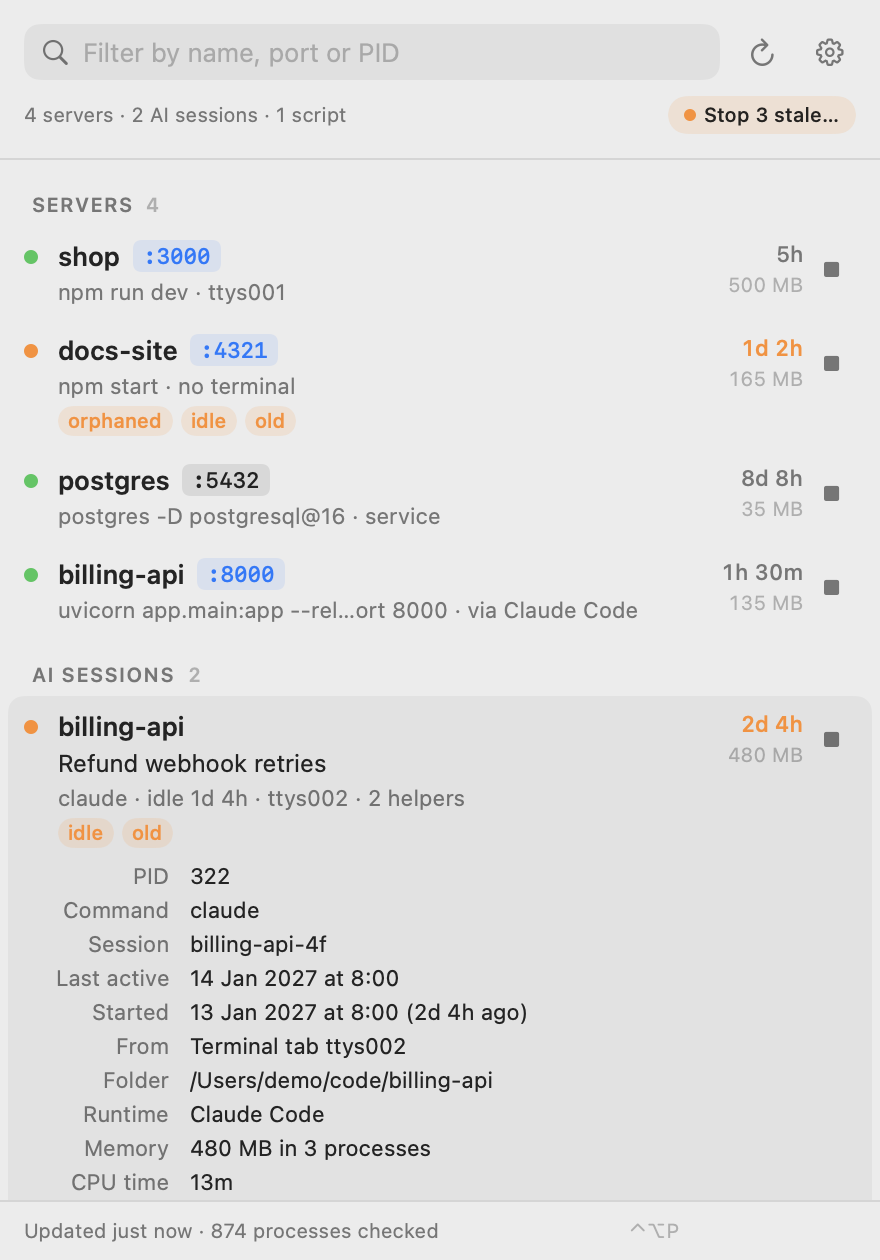 Filter by name, port or PID
4 servers · 2 AI sessions · 1 script
Stop 3 stale…
SERVERS 4
shop :3000 5h
npm run dev · ttys001 500 MB
docs-site :4321 1d 2h
npm start · no terminal 165 MB
orphaned idle old
postgres :5432 8d 8h
postgres -D postgresql@16 · service 35 MB
billing-api :8000 1h 30m
uvicorn app.main:app --rel…ort 8000 · via Claude Code 135 MB
AI SESSIONS 2
billing-api 2d 4h
Refund webhook retries 480 MB
claude · idle 1d 4h · ttys002 · 2 helpers
idle old
PID 322
Command claude
Session billing-api-4f
Last active 14 Jan 2027 at 8:00
Started 13 Jan 2027 at 8:00 (2d 4h ago)
From Terminal tab ttys002
Folder /Users/demo/code/billing-api
Runtime Claude Code
Memory 480 MB in 3 processes
CPU time 13m
Updated just now · 874 processes checked ⌃⌥P